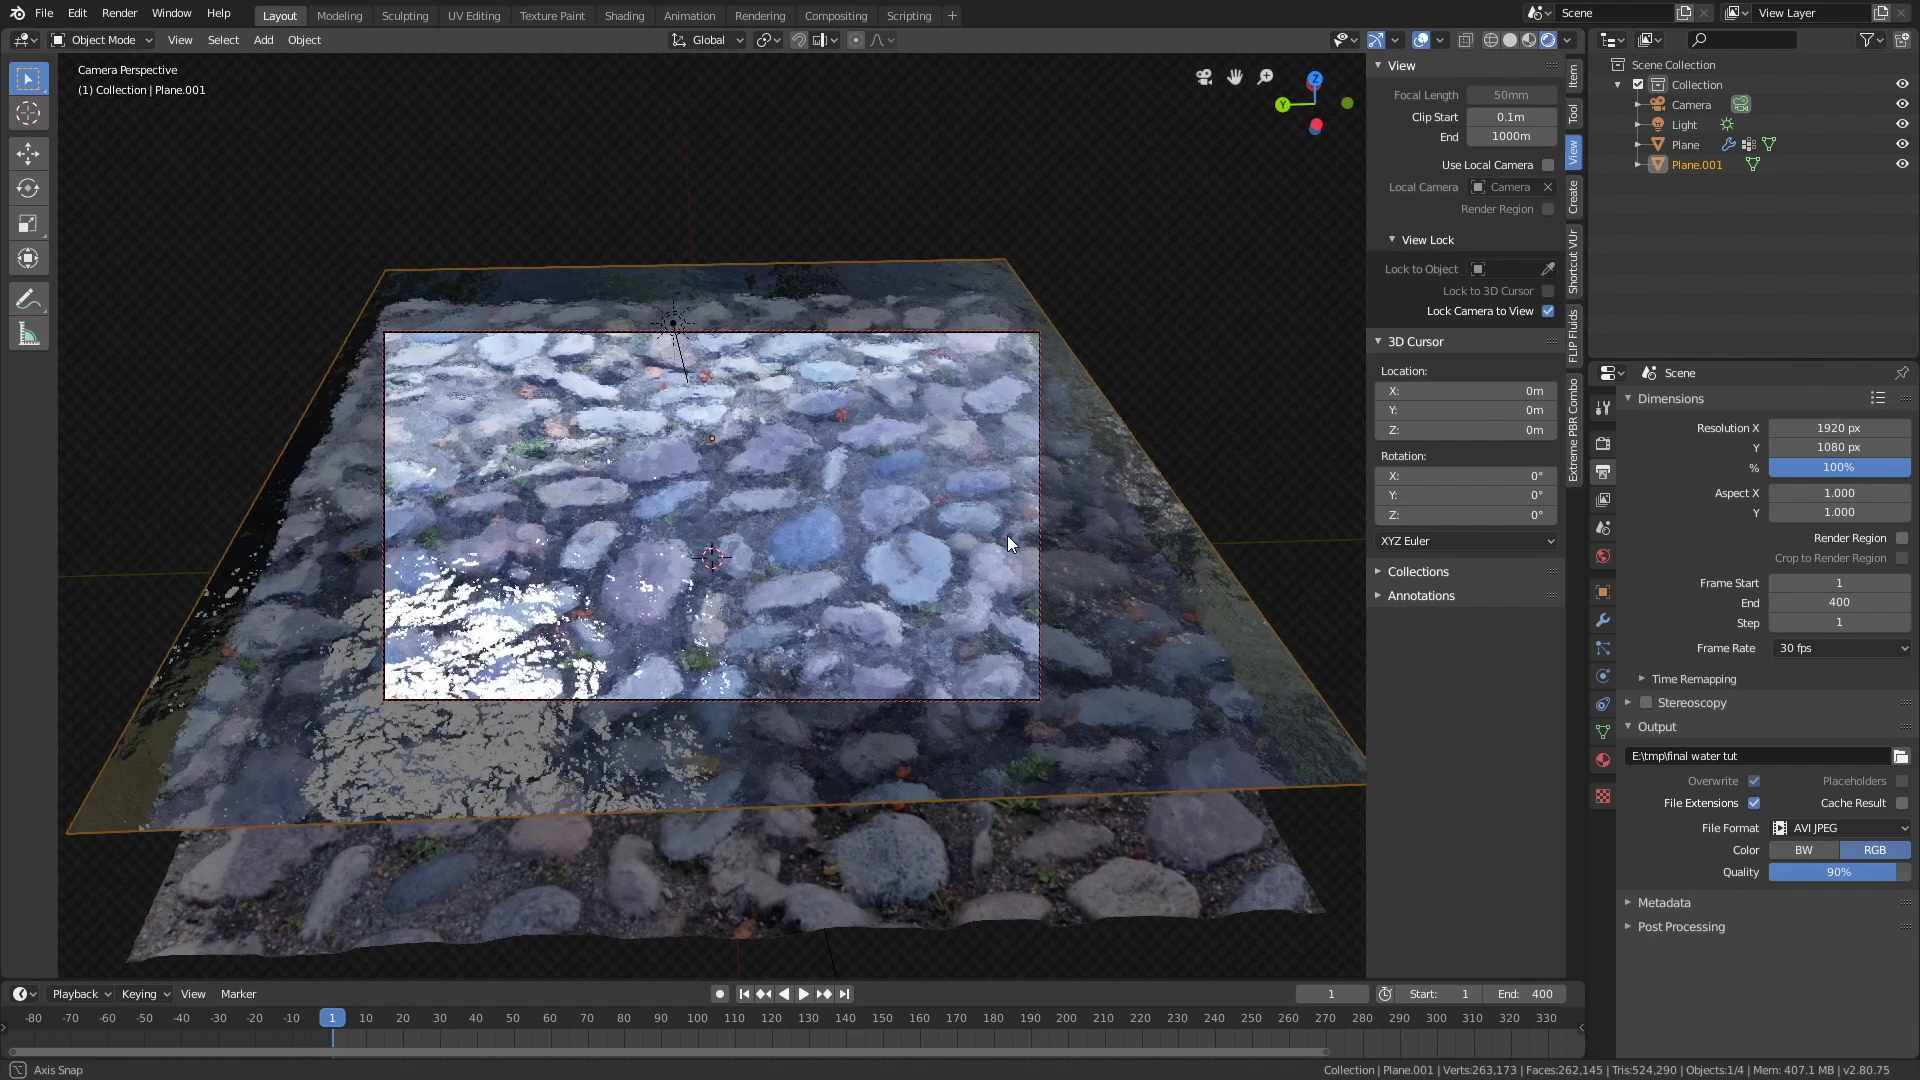 File Edit Render Window Help Layout Modeling Sculpting UV Editing Texture Paint Shading Animation Rendering Compositing Scripting + Scene View Layer
Object Mode View Select Add Object Global
Camera Perspective
(1) Collection | Plane.001
Z
Y
View
Focal Length 50mm
Clip Start 0.1m
End 1000m
Use Local Camera
Local Camera Camera
Render Region
View Lock
Lock to Object
Lock to 3D Cursor
Lock Camera to View
3D Cursor
Location:
X: 0m
Y: 0m
Z: 0m
Rotation:
X: 0°
Y: 0°
Z: 0°
XYZ Euler
Collections
Annotations
Item
Tool
View
Create
Shortcut VUr
FLIP Fluids
Extreme PBR Combo
Scene Collection
Collection
Camera
Light
Plane
Plane.001
Scene
Dimensions
Resolution X 1920 px
Y 1080 px
% 100%
Aspect X 1.000
Y 1.000
Render Region
Crop to Render Region
Frame Start 1
End 400
Step 1
Frame Rate 30 fps
Time Remapping
Stereoscopy
Output
E:\tmp\final water tut
Overwrite Placeholders
File Extensions Cache Result
File Format AVI JPEG
Color BW RGB
Quality 90%
Metadata
Post Processing
Playback Keying View Marker 1 Start: 1 End: 400
-80 -70 -60 -50 -40 -30 -20 -10 1 10 20 30 40 50 60 70 80 90 100 110 120 130 140 150 160 170 180 190 200 210 220 230 240 250 260 270 280 290 300 310 320 330
Axis Snap Collection | Plane.001 | Verts:263,173 | Faces:262,145 | Tris:524,290 | Objects:1/4 | Mem: 407.1 MB | v2.80.75